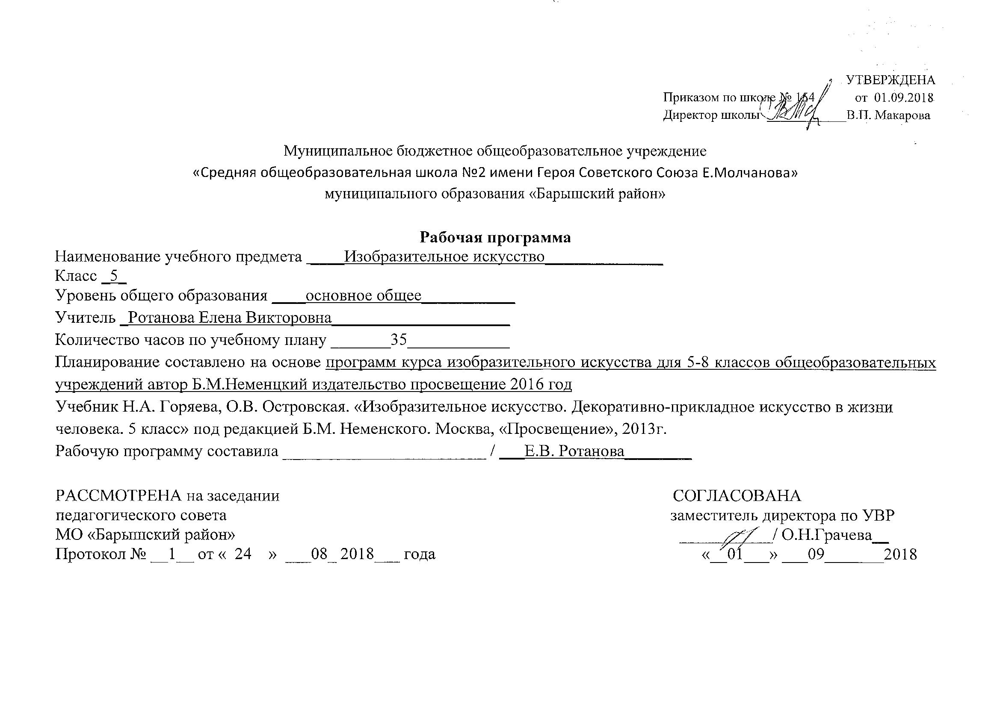 УТВЕРЖДЕНА
Приказом по школе № 154 от 01.09.2018
Директор школы ____________В.П. Макарова
Муниципальное бюджетное общеобразовательное учреждение
«Средняя общеобразовательная школа №2 имени Героя Советского Союза Е.Молчанова»
муниципального образования «Барышский район»
Рабочая программа
Наименование учебного предмета ____Изобразительное искусство______________
Класс _5_
Уровень общего образования ____основное общее___________
Учитель _Ротанова Елена Викторовна_____________________
Количество часов по учебному плану _______35____________
Планирование составлено на основе программ курса изобразительного искусства для 5-8 классов общеобразовательных
учреждений автор Б.М.Неменцкий издательство просвещение 2016 год
Учебник Н.А. Горяева, О.В. Островская. «Изобразительное искусство. Декоративно-прикладное искусство в жизни
человека. 5 класс» под редакцией Б.М. Неменского. Москва, «Просвещение», 2013г.
Рабочую программу составила ________________________ / ___Е.В. Ротанова________
РАССМОТРЕНА на заседании
педагогического совета
МО «Барышский район»
Протокол № __1__ от « 24 » ___08_ 2018___ года
СОГЛАСОВАНА
заместитель директора по УВР
___________/ О.Н.Грачева__
«__01___» ___09_______2018